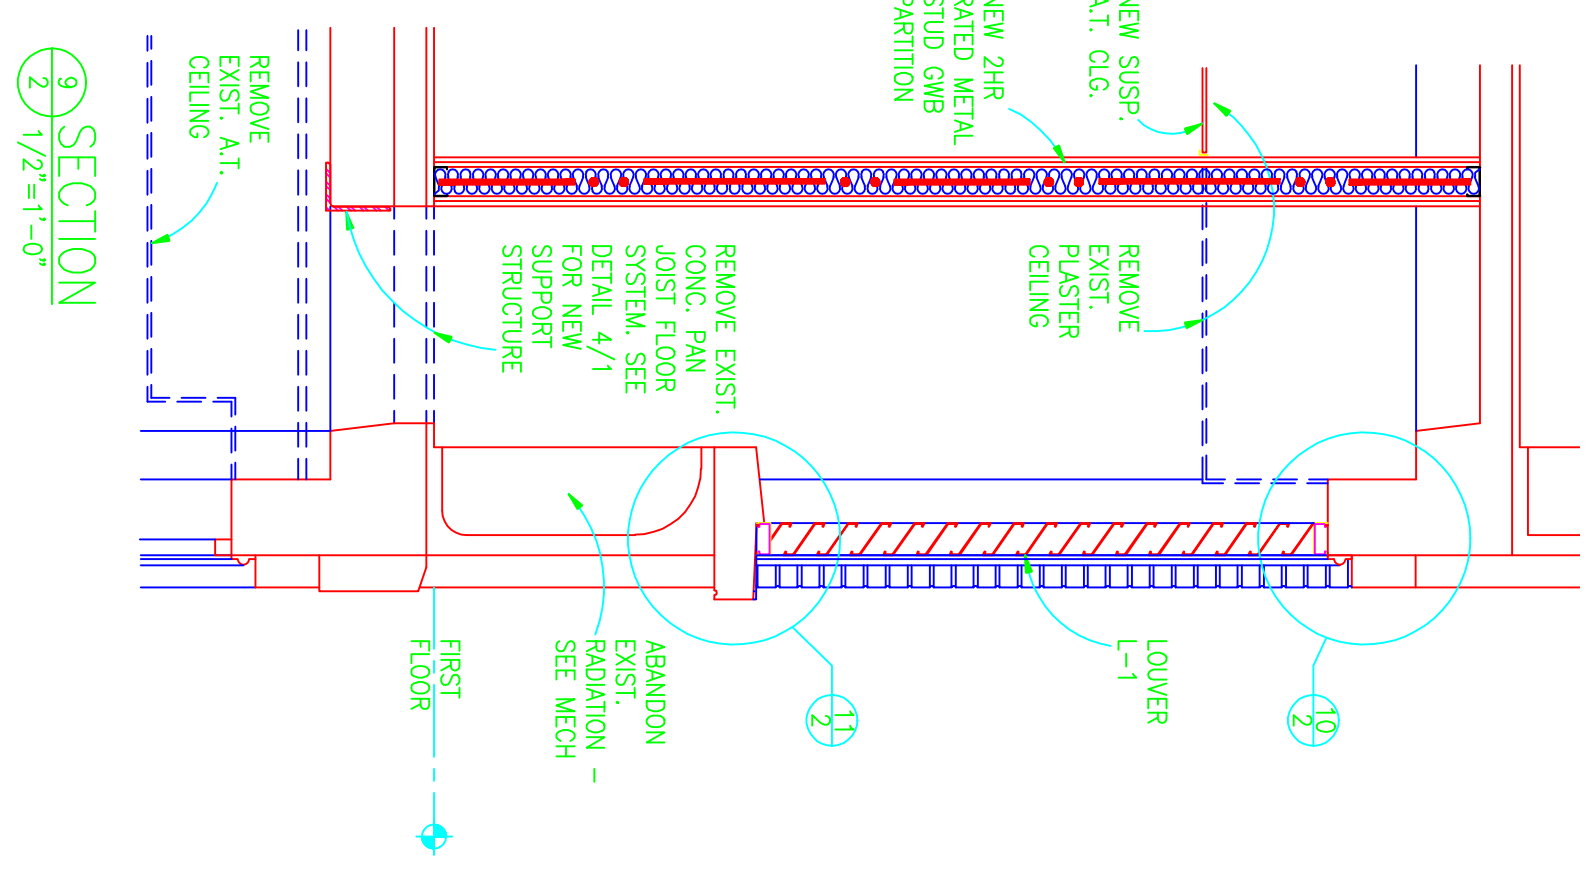 NEW SUSP.
A.T. CLG.
NEW 2HR
RATED METAL
STUD GWB
PARTITION
REMOVE
EXIST.
PLASTER
CEILING
REMOVE EXIST.
CONC. PAN
JOIST FLOOR
SYSTEM. SEE
DETAIL 4/1
FOR NEW
SUPPORT
STRUCTURE
REMOVE
EXIST. A.T.
CEILING
LOUVER
L-1
10
2
11
2
ABANDON
EXIST.
RADIATION -
SEE MECH
FIRST
FLOOR
9
2
SECTION
1/2"=1'-0"